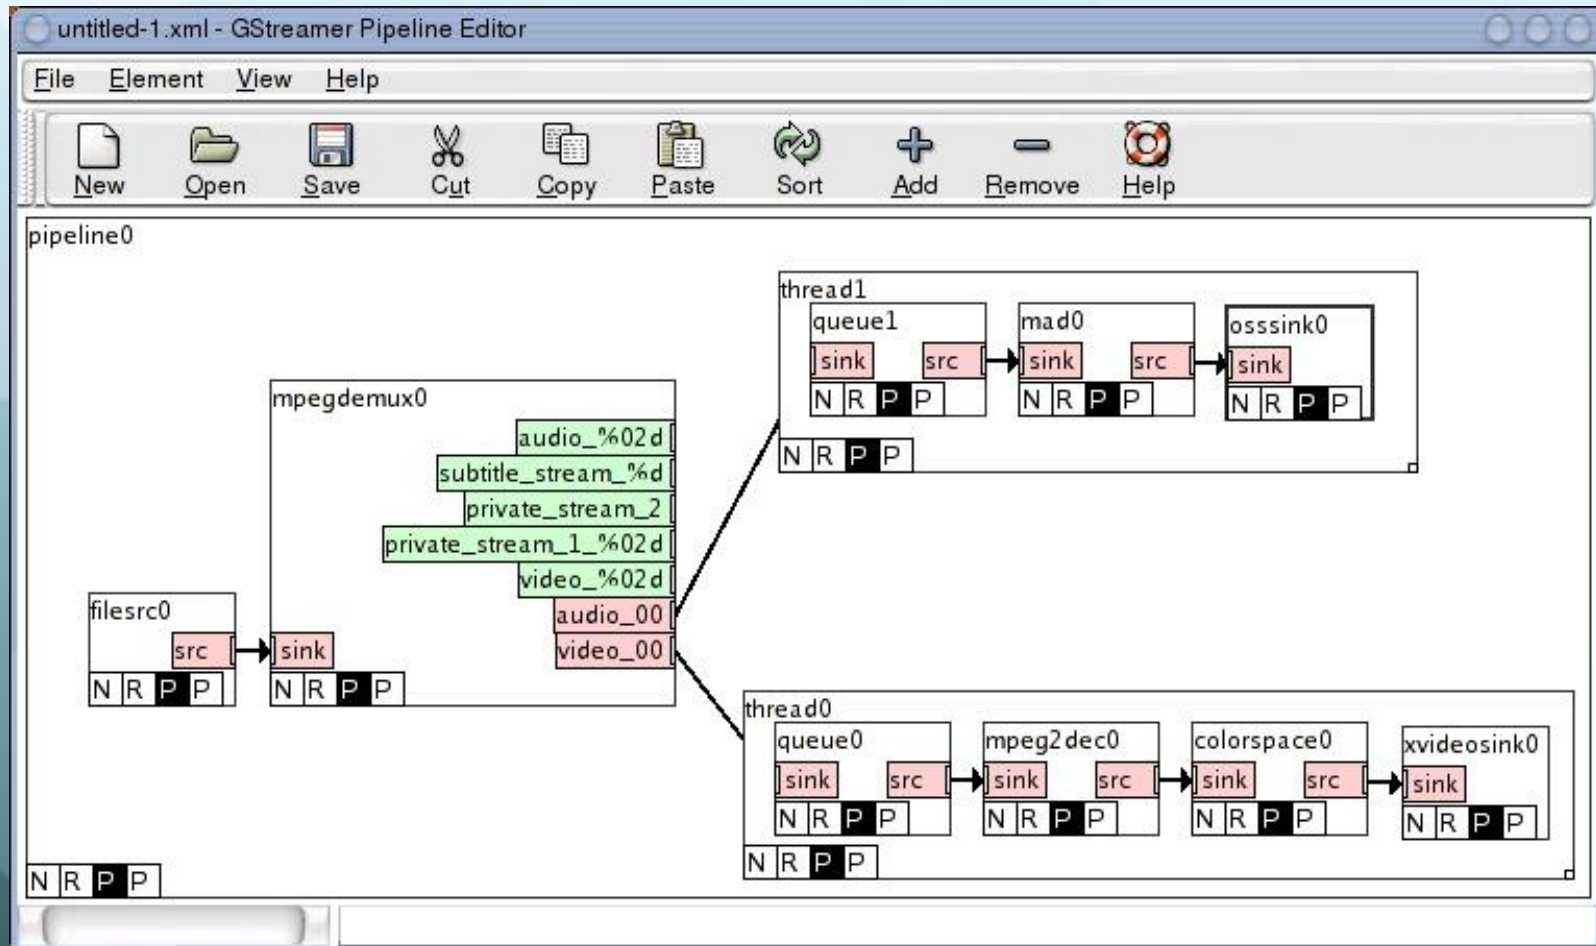 untitled-1.xml - GStreamer Pipeline Editor
File Element View Help
New Open Save Cut Copy Paste Sort Add Remove Help
pipeline0
thread1
queue1 mad0 osssink0
sink src sink src sink
N R P P N R P P N R P P
N R P P
mpegdemux0
audio_%02d
subtitle_stream_%d
private_stream_2
private_stream_1_%02d
video_%02d
audio_00
video_00
filesrc0
src sink
N R P P N R P P
thread0
queue0 mpeg2dec0 colorspace0 xvideosink0
sink src sink src sink src sink
N R P P N R P P N R P P N R P P
N R P P
N R P P